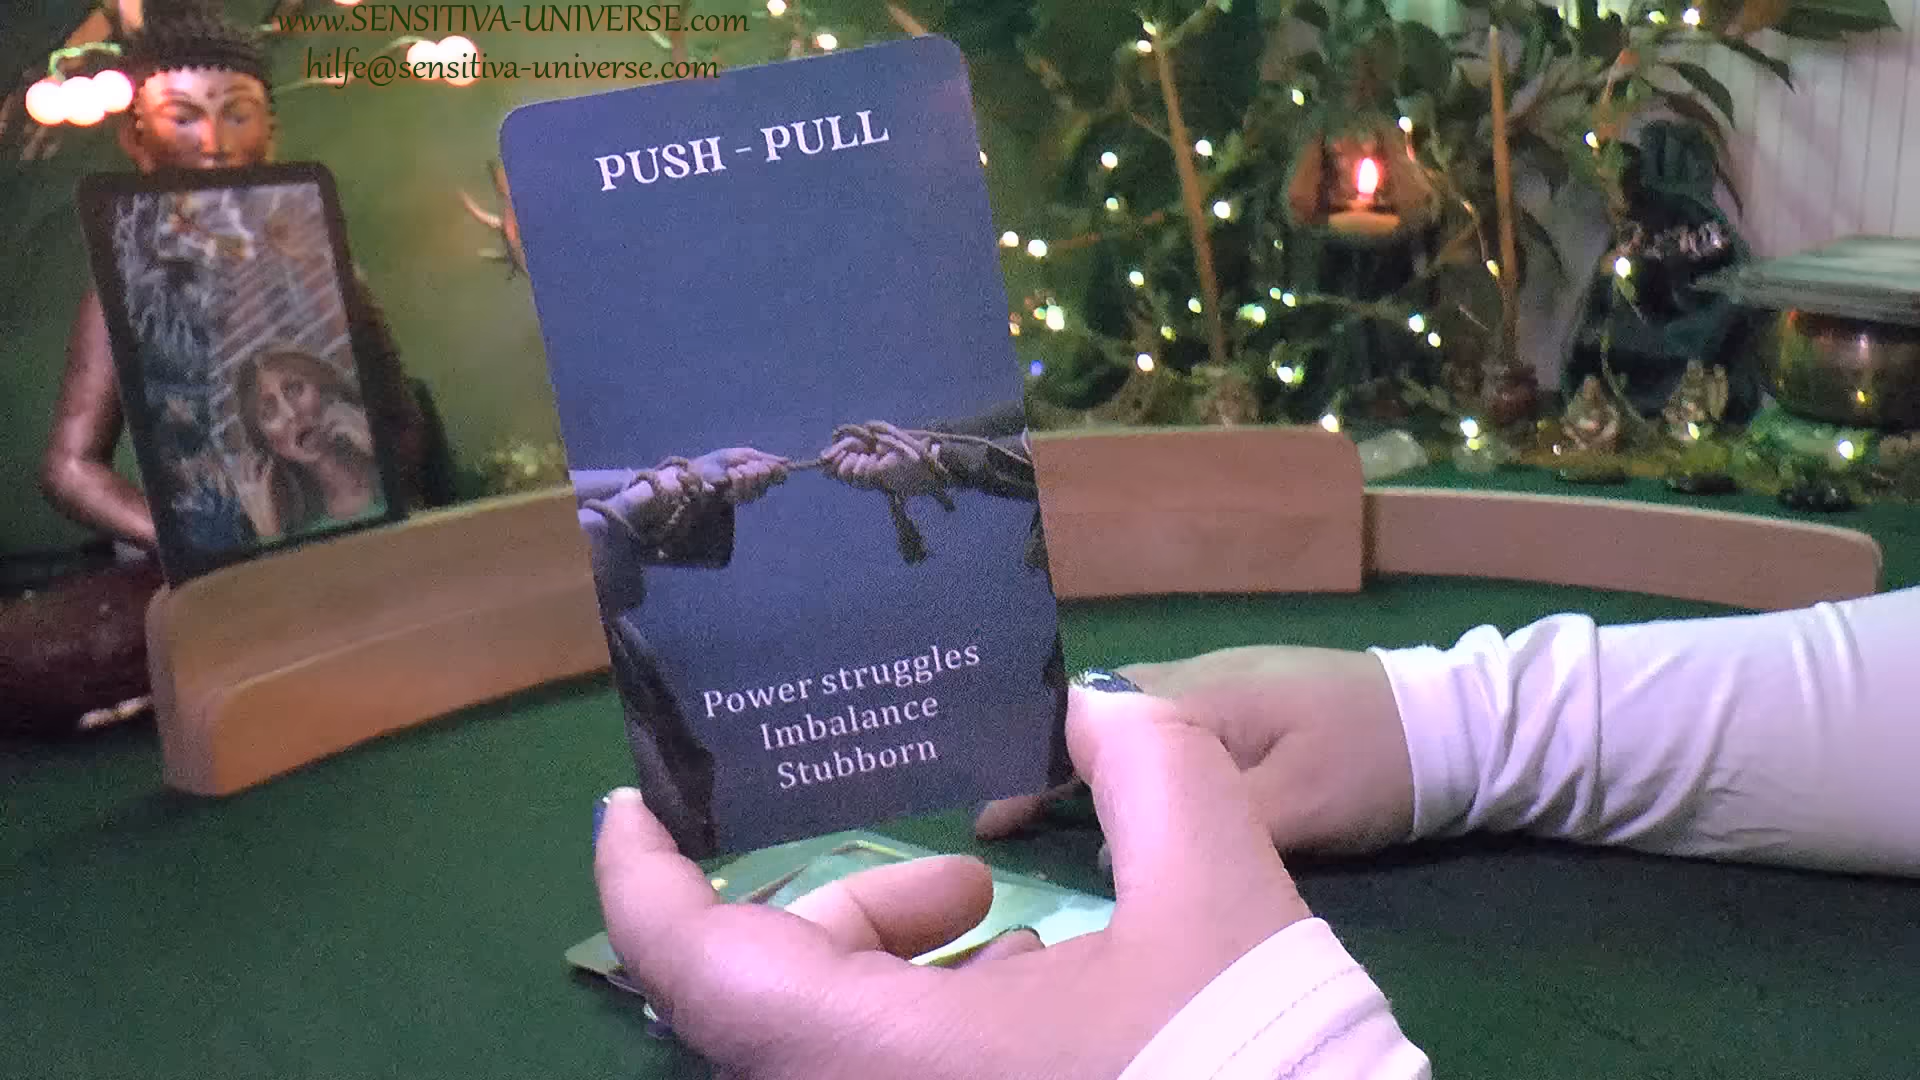 www.SENSITIVA-UNIVERSE.com
hilfe@sensitiva-universe.com
PUSH - PULL
Power struggles
Imbalance
Stubborn